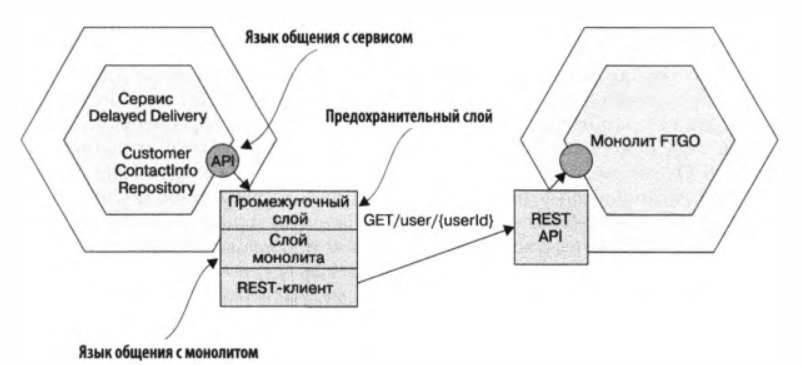 Язык общения с сервисом
Сервис
Delayed Delivery
Customer
ContactInfo
Repository
API
Предохранительный слой
Промежуточный
слой
Слой
монолита
REST-клиент
GET/user/{userId}
REST
API
Монолит FTGO
Язык общения с монолитом